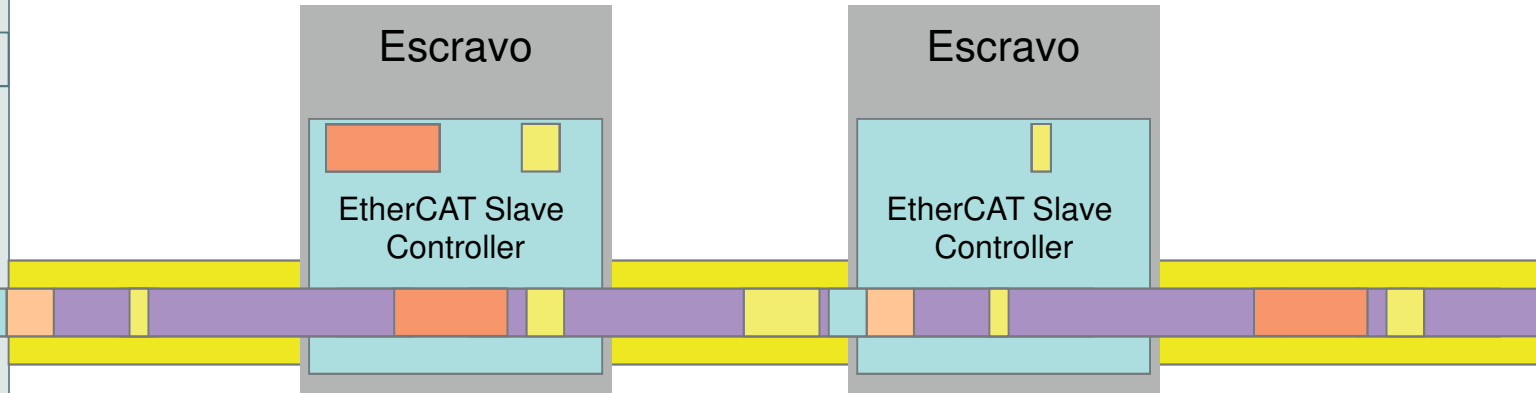 Escravo
EtherCAT Slave
Controller
Escravo
EtherCAT Slave
Controller